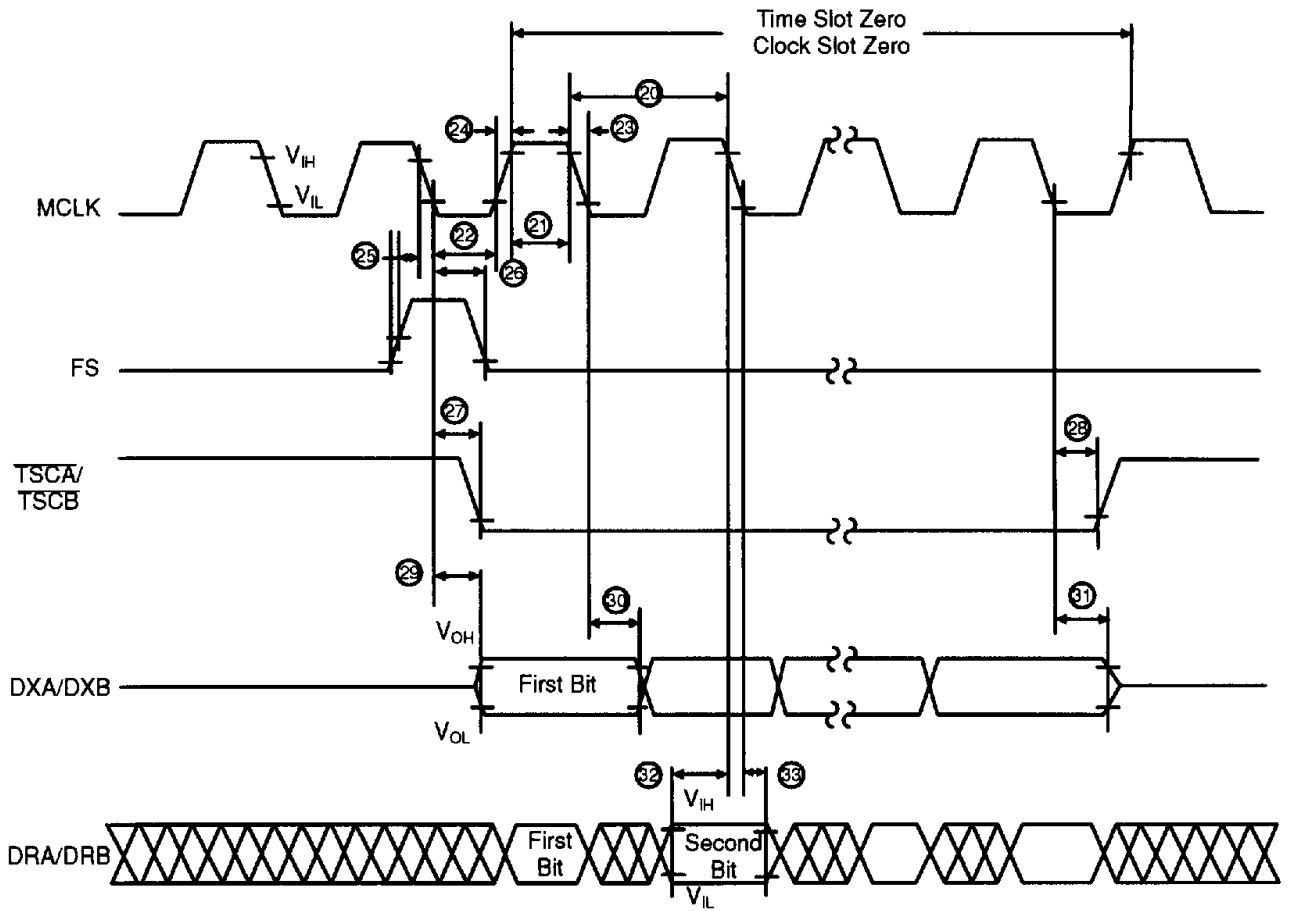 Time Slot Zero
Clock Slot Zero
20
24
23
V_IH
V_IL
MCLK
22
21
25
26
FS
27
28
TSCA/
TSCB
29
30
31
V_OH
DXA/DXB
First Bit
V_OL
32
33
V_IH
DRA/DRB
First
Bit
Second
Bit
V_IL